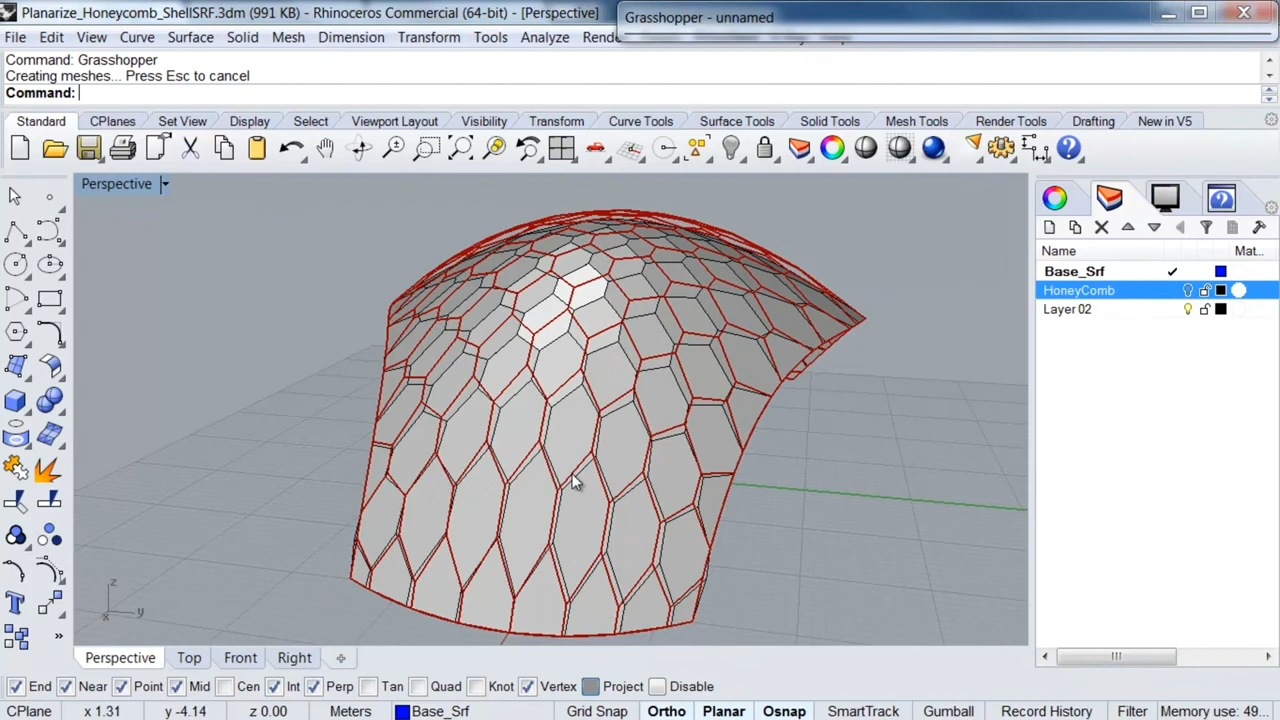 Planarize_Honeycomb_ShellSRF.3dm (991 KB) - Rhinoceros Commercial (64-bit) - [Perspective]
Grasshopper - unnamed
File Edit View Curve Surface Solid Mesh Dimension Transform Tools Analyze
Command: Grasshopper
Creating meshes... Press Esc to cancel
Command:
Standard CPlanes Set View Display Select Viewport Layout Visibility Transform Curve Tools Surface Tools Solid Tools Mesh Tools Render Tools Drafting New in V5
Perspective
Name Mat...
Base_Srf
HoneyComb
Layer 02
z
x y
Perspective Top Front Right
End Near Point Mid Cen Int Perp Tan Quad Knot Vertex Project Disable
CPlane x 1.31 y -4.14 z 0.00 Meters Base_Srf Grid Snap Ortho Planar Osnap SmartTrack Gumball Record History Filter Memory use: 49...